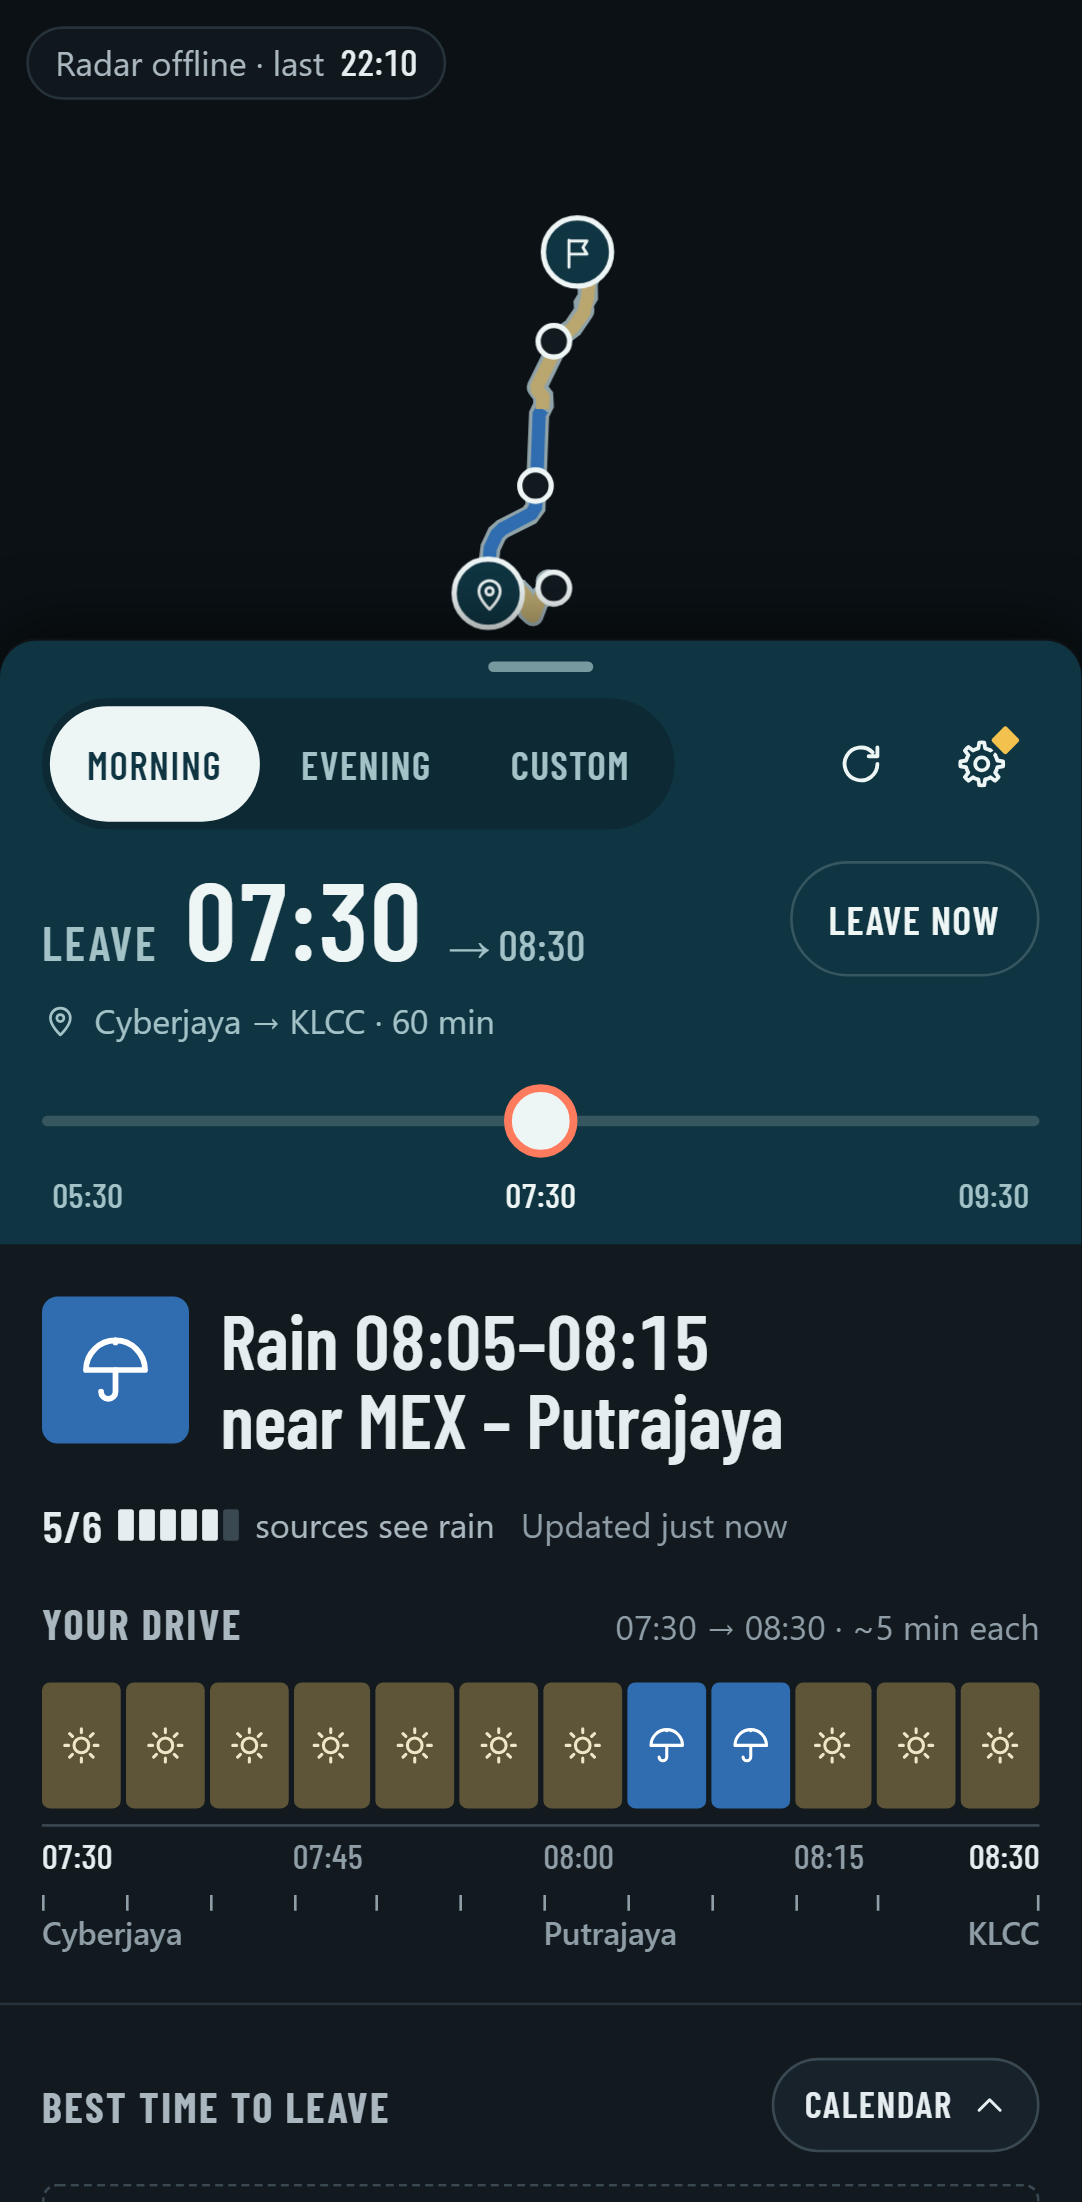 Radar offline · last 22:10
MORNING EVENING CUSTOM
LEAVE 07:30 → 08:30 LEAVE NOW
Cyberjaya → KLCC · 60 min
05:30 07:30 09:30
Rain 08:05–08:15
near MEX – Putrajaya
5/6 sources see rain Updated just now
YOUR DRIVE 07:30 → 08:30 · ~5 min each
07:30 07:45 08:00 08:15 08:30
Cyberjaya Putrajaya KLCC
BEST TIME TO LEAVE CALENDAR